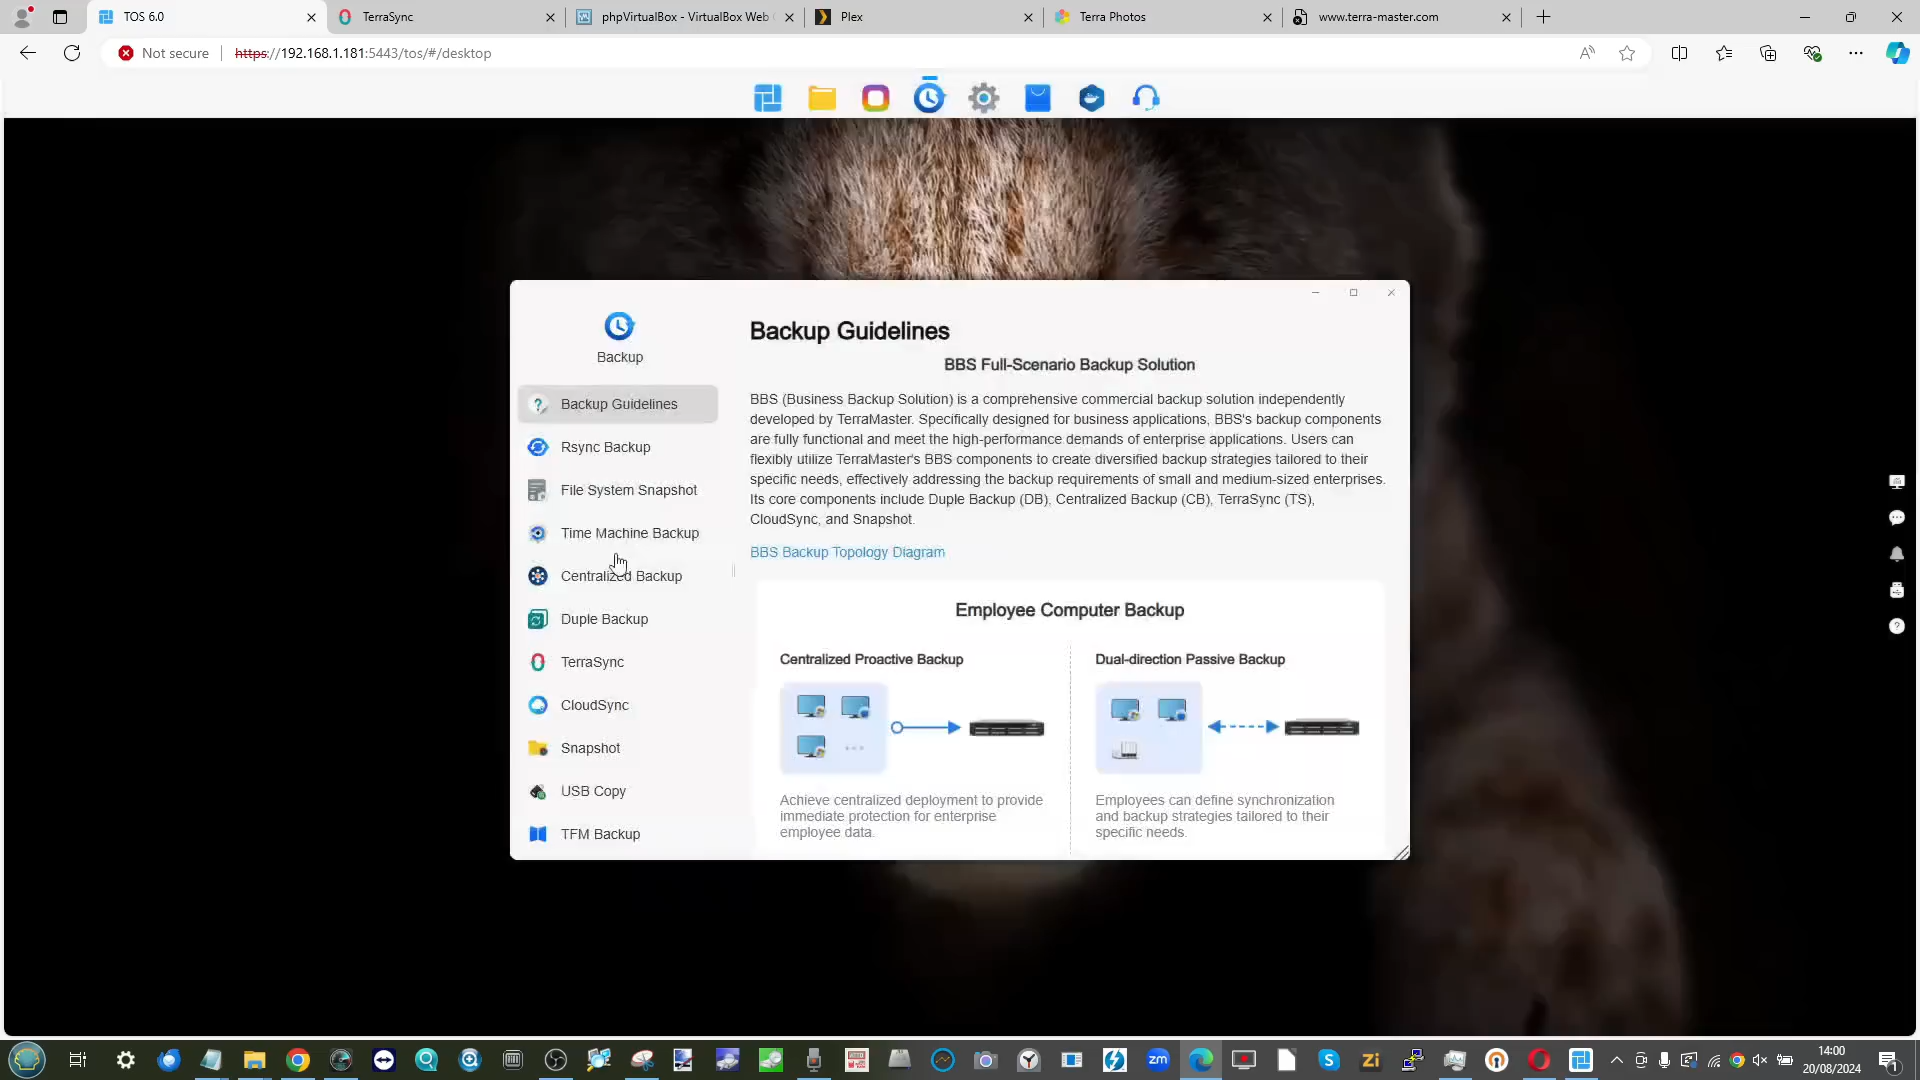 TOS 6.0
TerraSync
phpVirtualBox - VirtualBox Web
Plex
Terra Photos
www.terra-master.com
Not secure
https://192.168.1.181:5443/tos/#/desktop
Backup
Backup Guidelines
Rsync Backup
File System Snapshot
Time Machine Backup
Centralized Backup
Duple Backup
TerraSync
CloudSync
Snapshot
USB Copy
TFM Backup
Backup Guidelines
BBS Full-Scenario Backup Solution
BBS (Business Backup Solution) is a comprehensive commercial backup solution independently
developed by TerraMaster. Specifically designed for business applications, BBS's backup components
are fully functional and meet the high-performance demands of enterprise applications. Users can
flexibly utilize TerraMaster's BBS components to create diversified backup strategies tailored to their
specific needs, effectively addressing the backup requirements of small and medium-sized enterprises.
Its core components include Duple Backup (DB), Centralized Backup (CB), TerraSync (TS),
CloudSync, and Snapshot.
BBS Backup Topology Diagram
Employee Computer Backup
Centralized Proactive Backup
Achieve centralized deployment to provide
immediate protection for enterprise
employee data.
Dual-direction Passive Backup
Employees can define synchronization
and backup strategies tailored to their
specific needs.
zm
Zi
14:00
20/08/2024
1